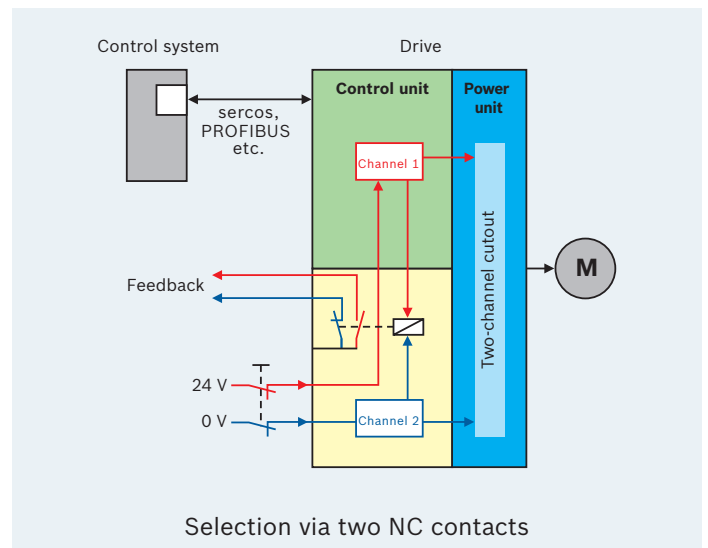 Control system
Drive
Control unit
Power
unit
sercos,
PROFIBUS
etc.
Channel 1
Two-channel cutout
M
Feedback
24 V
0 V
Channel 2
Selection via two NC contacts